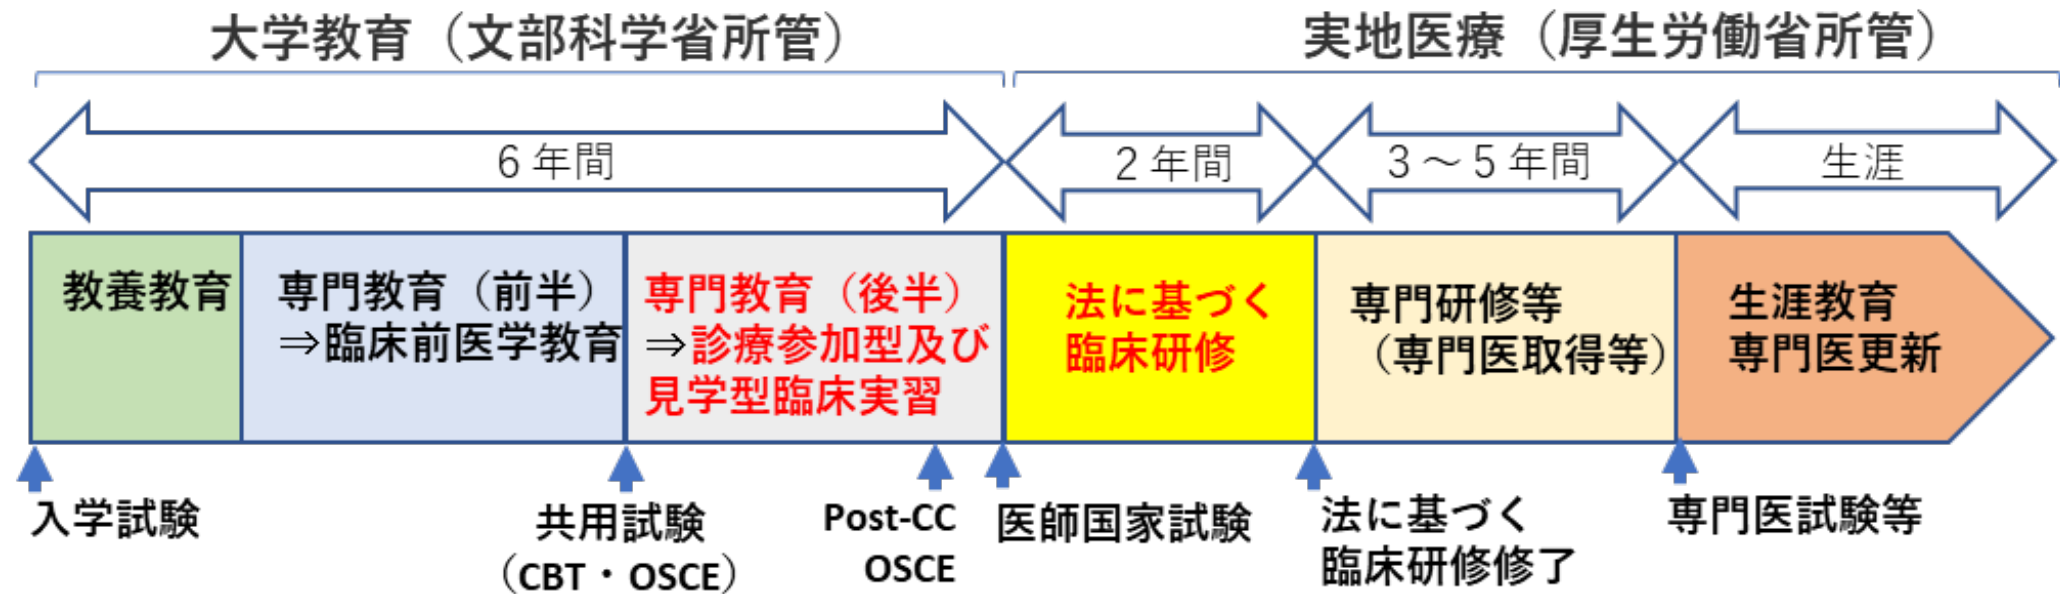 大学教育（文部科学省所管）
実地医療（厚生労働省所管）
6年間
2年間
3～5年間
生涯
教養教育
専門教育（前半）
⇒臨床前医学教育
専門教育（後半）
⇒診療参加型及び
見学型臨床実習
法に基づく
臨床研修
専門研修等
（専門医取得等）
生涯教育
専門医更新
入学試験
共用試験
（CBT・OSCE）
Post-CC
OSCE
医師国家試験
法に基づく
臨床研修修了
専門医試験等